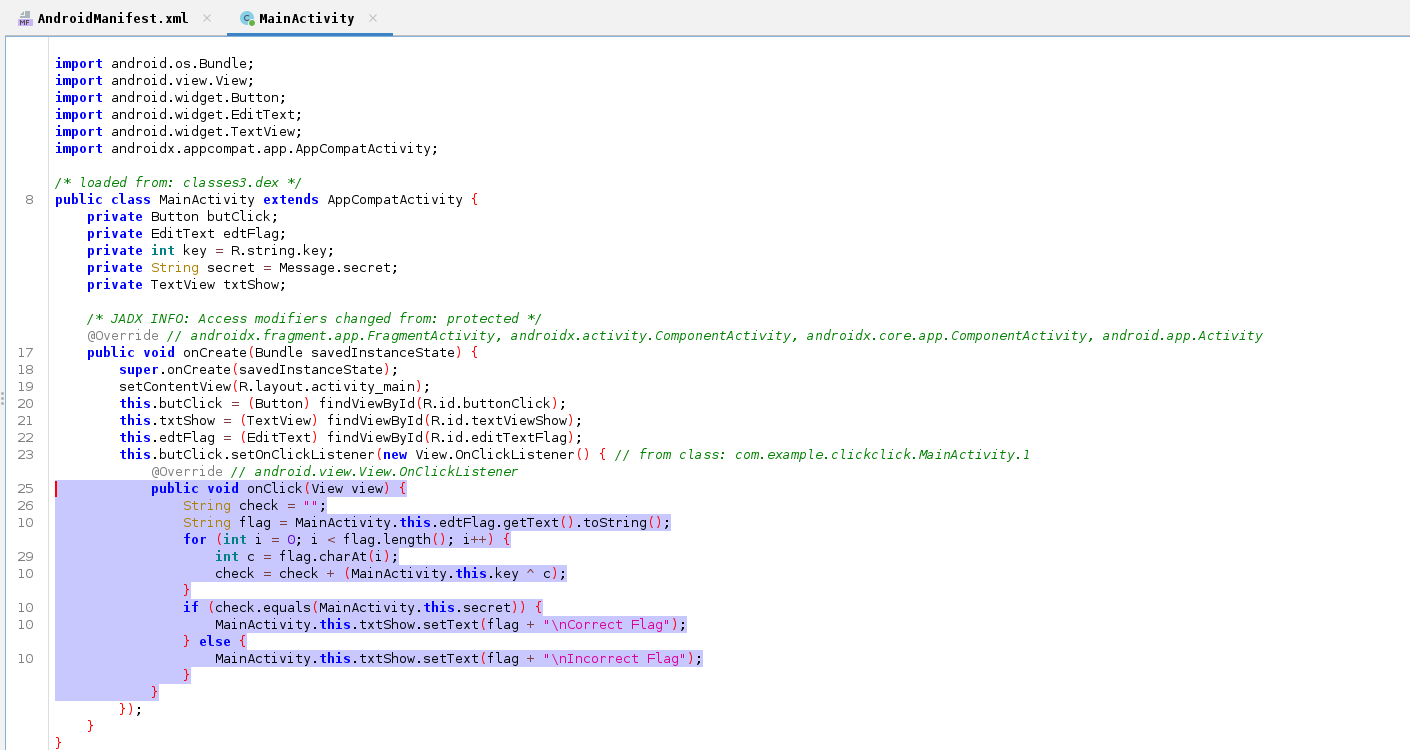 AndroidManifest.xml × MainActivity ×
import android.os.Bundle;
import android.view.View;
import android.widget.Button;
import android.widget.EditText;
import android.widget.TextView;
import androidx.appcompat.app.AppCompatActivity;
/* loaded from: classes3.dex */
8 public class MainActivity extends AppCompatActivity {
private Button butClick;
private EditText edtFlag;
private int key = R.string.key;
private String secret = Message.secret;
private TextView txtShow;
/* JADX INFO: Access modifiers changed from: protected */
@Override // androidx.fragment.app.FragmentActivity, androidx.activity.ComponentActivity, androidx.core.app.ComponentActivity, android.app.Activity
17 public void onCreate(Bundle savedInstanceState) {
18 super.onCreate(savedInstanceState);
19 setContentView(R.layout.activity_main);
20 this.butClick = (Button) findViewById(R.id.buttonClick);
21 this.txtShow = (TextView) findViewById(R.id.textViewShow);
22 this.edtFlag = (EditText) findViewById(R.id.editTextFlag);
23 this.butClick.setOnClickListener(new View.OnClickListener() { // from class: com.example.clickclick.MainActivity.1
@Override // android.view.View.OnClickListener
25 public void onClick(View view) {
26 String check = "";
10 String flag = MainActivity.this.edtFlag.getText().toString();
for (int i = 0; i < flag.length(); i++) {
29 int c = flag.charAt(i);
10 check = check + (MainActivity.this.key ^ c);
}
10 if (check.equals(MainActivity.this.secret)) {
10 MainActivity.this.txtShow.setText(flag + "\nCorrect Flag");
} else {
10 MainActivity.this.txtShow.setText(flag + "\nIncorrect Flag");
}
}
});
}
}